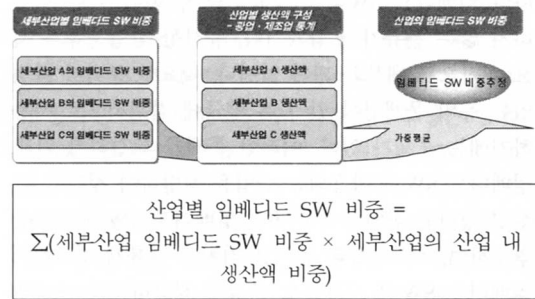 세부산업별 임베디드 SW 비중
산업별 생산액 구성
- 광업·제조업 통계
산업의 임베디드 SW 비중
세부산업 A의 임베디드 SW 비중
세부산업 B의 임베디드 SW 비중
세부산업 C의 임베디드 SW 비중
세부산업 A 생산액
세부산업 B 생산액
세부산업 C 생산액
임베디드 SW 비중추정
가중평균
산업별 임베디드 SW 비중 =
Σ(세부산업 임베디드 SW 비중 × 세부산업의 산업 내
생산액 비중)